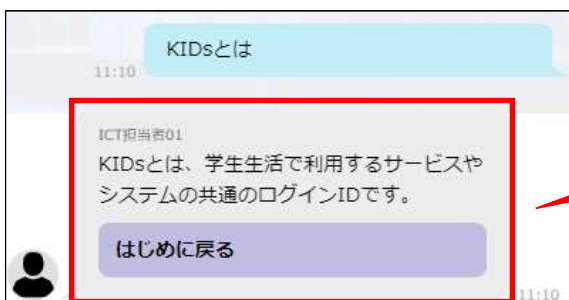 KIDsとは
11:10
ICT担当者01
KIDsとは、学生生活で利用するサービスや
システムの共通のログインIDです。
はじめに戻る
11:10